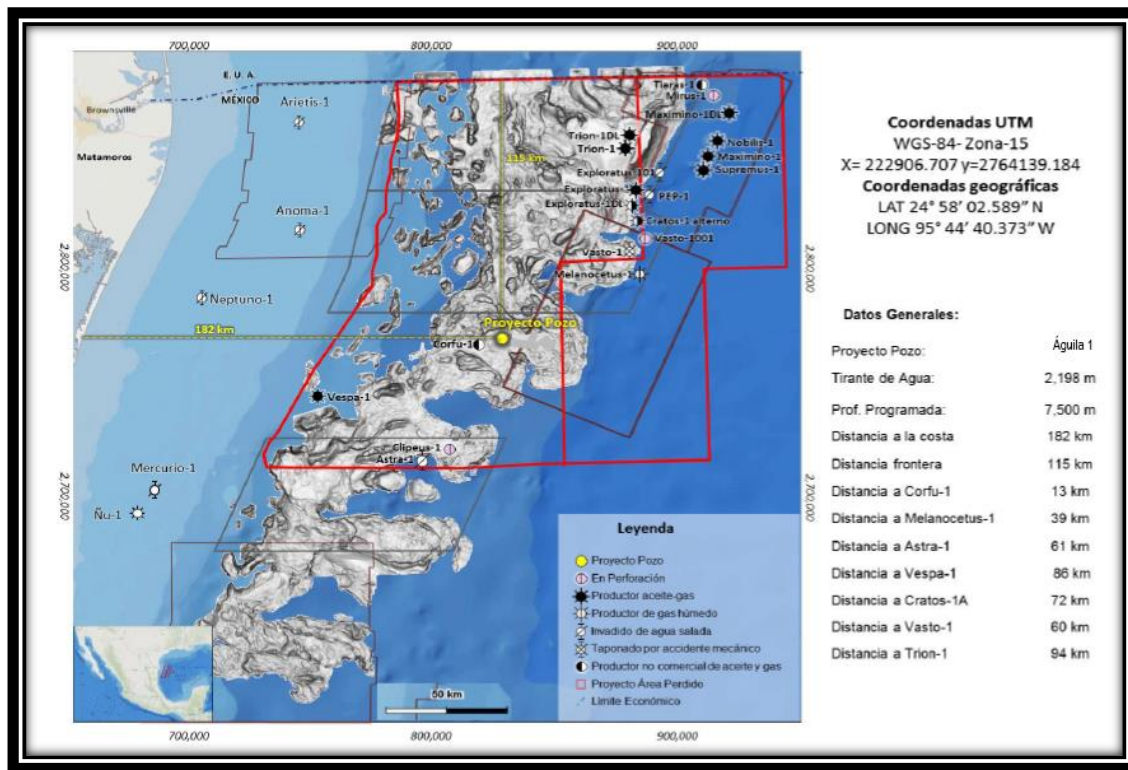 700,000 800,000 900,000
E. U. A.
MÉXICO
Brownsville
Matamoros
Arietis-1
Anoma-1
Neptuno-1
115 km
182 km
Tieras-1
Mirus-1
Maximino-1DL
Trion-1DL
Trion-1
Nobilis-1
Maximino-1
Supremus-1
Exploratus-101
Exploratus-1
PEP-1
Exploratus-1DL
Cratos-1 alterno
Vasto-1001
Vasto-1
Melanocetus-1
Proyecto Pozo
Corfu-1
Vespa-1
Clipeus-1
Astra-1
Mercurio-1
Ñu-1
2,800,000
2,700,000
2,800,000
2,700,000
Leyenda
Proyecto Pozo
En Perforación
Productor aceite-gas
Productor de gas húmedo
Invadido de agua salada
Taponado por accidente mecánico
Productor no comercial de aceite y gas
Proyecto Área Perdido
Límite Económico
50 km
700,000 800,000 900,000
Coordenadas UTM
WGS-84- Zona-15
X= 222906.707 y=2764139.184
Coordenadas geográficas
LAT 24° 58’ 02.589” N
LONG 95° 44’ 40.373” W
Datos Generales:
Proyecto Pozo: Águila 1
Tirante de Agua: 2,198 m
Prof. Programada: 7,500 m
Distancia a la costa 182 km
Distancia frontera 115 km
Distancia a Corfu-1 13 km
Distancia a Melanocetus-1 39 km
Distancia a Astra-1 61 km
Distancia a Vespa-1 86 km
Distancia a Cratos-1A 72 km
Distancia a Vasto-1 60 km
Distancia a Trion-1 94 km